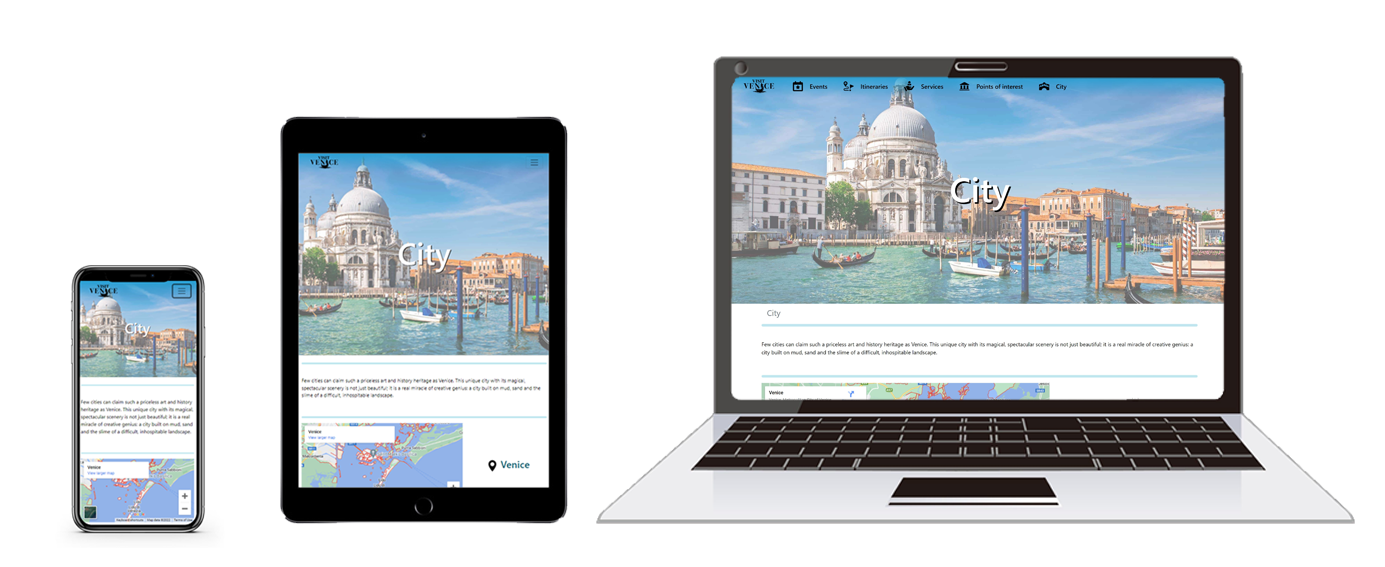 VISIT
VENICE
City
Few cities can claim such a priceless art and history
heritage as Venice. This unique city with its magical,
spectacular scenery is not just beautiful: it is a real
miracle of creative genius: a city built on mud, sand
and the slime of a difficult, inhospitable landscape.
Venice
View larger map
VISIT
VENICE
City
Few cities can claim such a priceless art and history heritage as Venice. This unique city with its magical,
spectacular scenery is not just beautiful: it is a real miracle of creative genius: a city built on mud, sand and the
slime of a difficult, inhospitable landscape.
Venice
View larger map
Venice
VISIT
VENICE
Events
Itineraries
Services
Points of interest
City
City
City
Few cities can claim such a priceless art and history heritage as Venice. This unique city with its magical, spectacular scenery is not just beautiful: it is a real miracle of creative genius: a
city built on mud, sand and the slime of a difficult, inhospitable landscape.
Venice